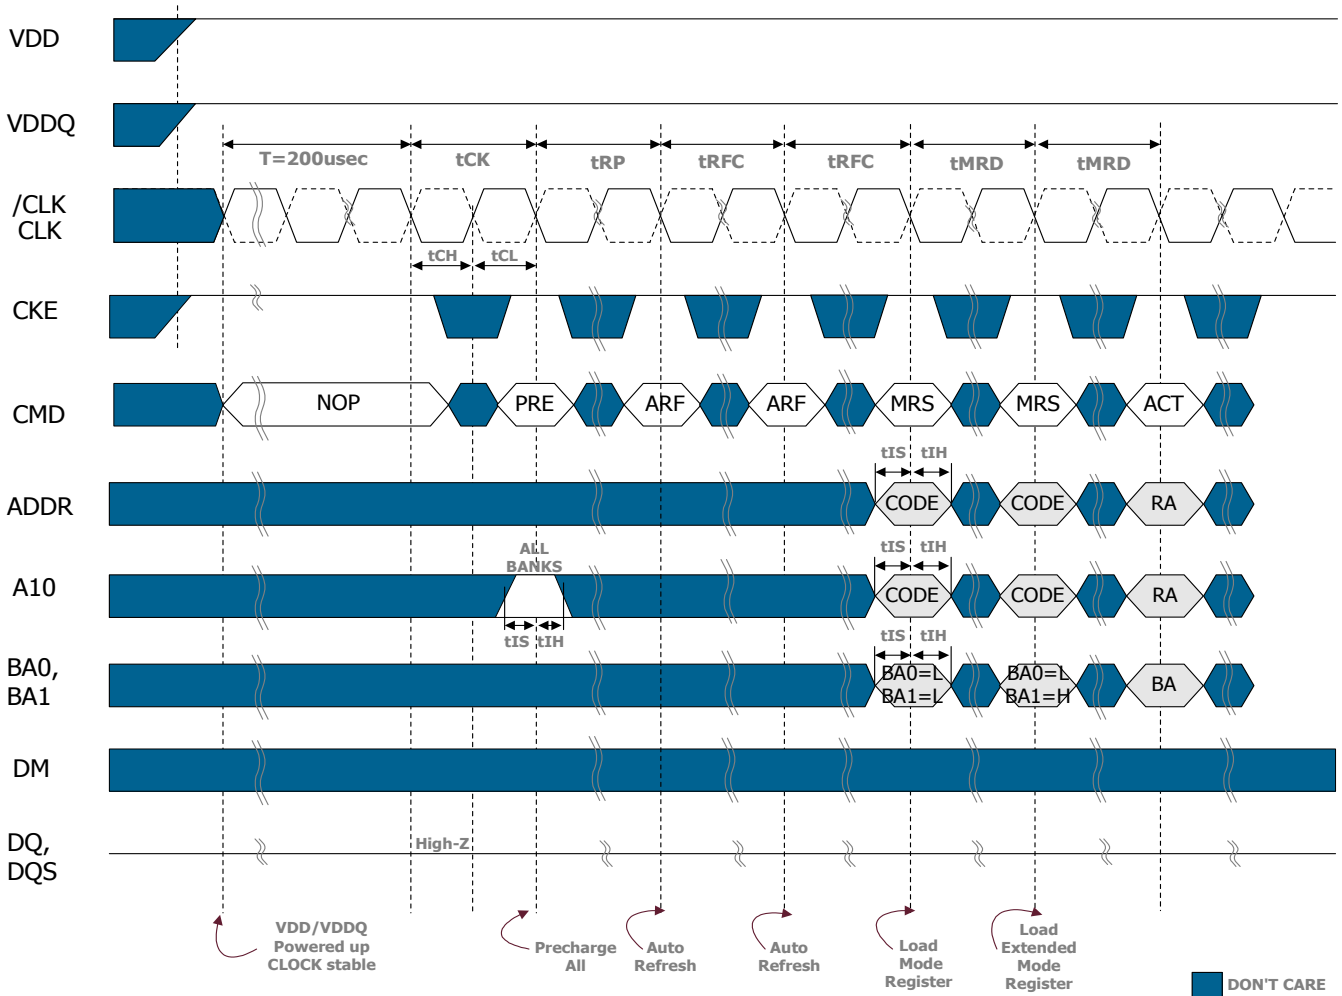 VDD
VDDQ
T=200usec tCK tRP tRFC tRFC tMRD tMRD
/CLK
CLK
tCH tCL
CKE
CMD NOP PRE ARF ARF MRS MRS ACT
tIS tIH
ADDR CODE CODE RA
ALL
BANKS
tIS tIH
A10 CODE CODE RA
tIS tIH
tIS tIH
BA0,
BA1
BA0=L
BA1=L
BA0=L
BA1=H
BA
DM
DQ,
DQS
High-Z
VDD/VDDQ
Powered up
CLOCK stable
Precharge
All
Auto
Refresh
Auto
Refresh
Load
Mode
Register
Load
Extended
Mode
Register
DON'T CARE